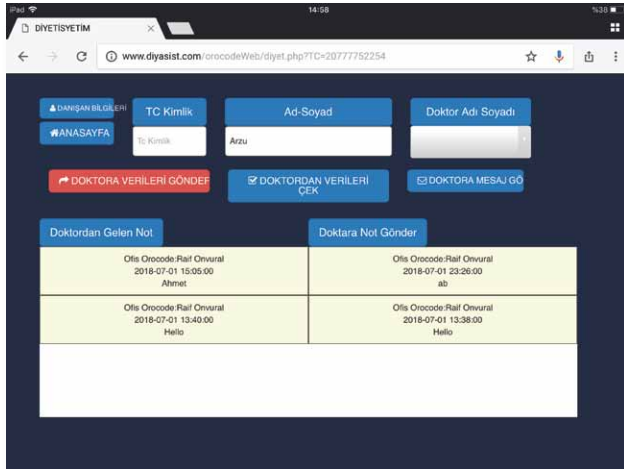 iPad
14:58
%38
DİYETİSYETİM
www.diyasist.com/orocodeWeb/diyet.php?TC=20777752254
DANIŞAN BİLGİLERİ
TC Kimlik
Ad-Soyad
Doktor Adı Soyadı
ANASAYFA
Tc Kimlik
Arzu
DOKTORA VERİLERİ GÖNDER
DOKTORDAN VERİLERİ
ÇEK
DOKTORA MESAJ GÖ
Doktordan Gelen Not
Doktara Not Gönder
Ofis Orocode:Raif Onvural
2018-07-01 15:05:00
Ahmet
Ofis Orocode:Raif Onvural
2018-07-01 23:26:00
ab
Ofis Orocode:Raif Onvural
2018-07-01 13:40:00
Hello
Ofis Orocode:Raif Onvural
2018-07-01 13:38:00
Hello